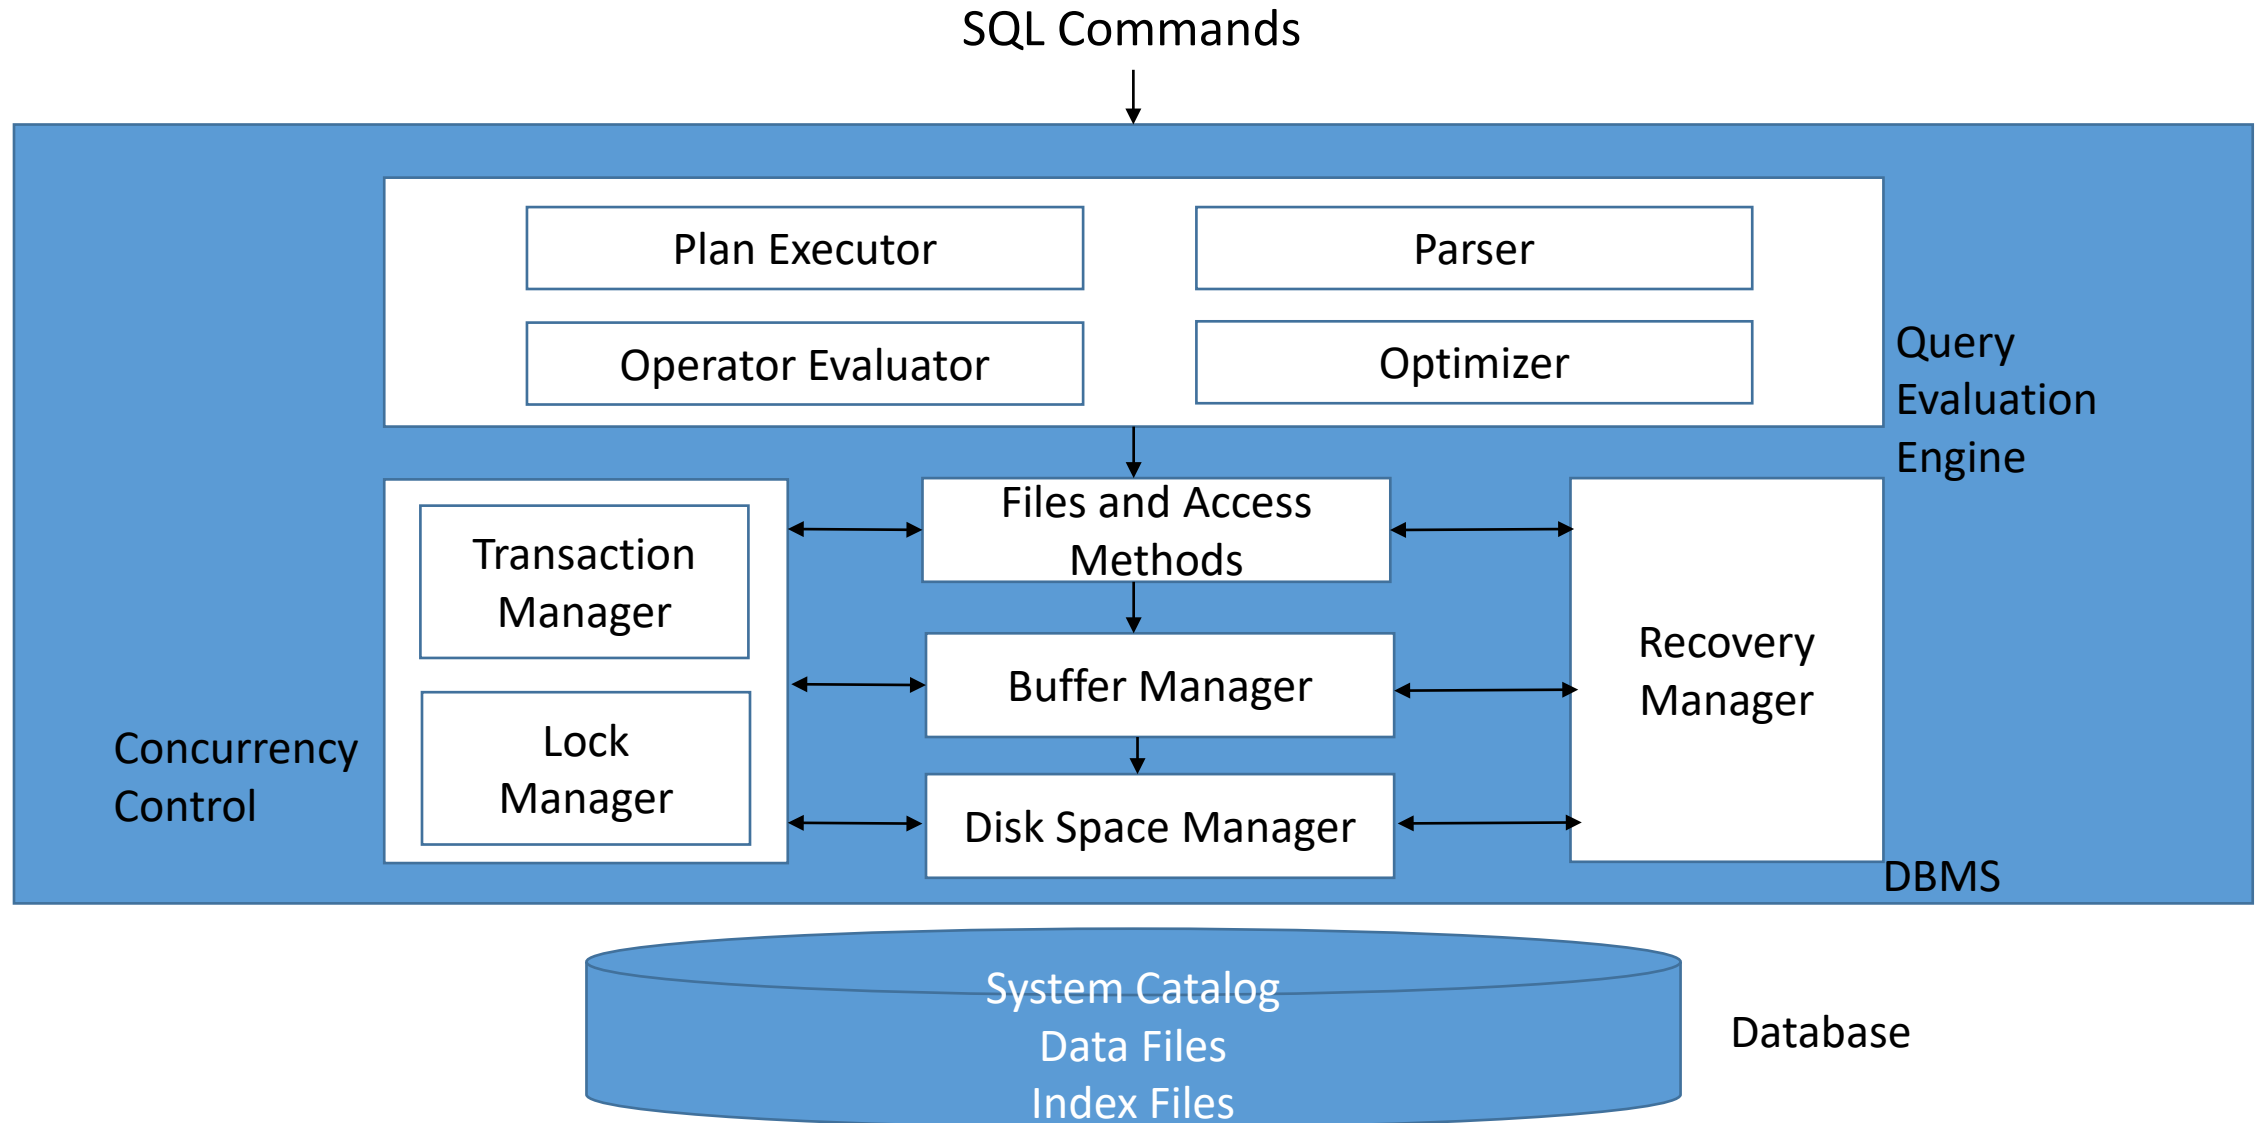 SQL Commands
Plan Executor
Parser
Operator Evaluator
Optimizer
Query
Evaluation
Engine
Files and Access
Methods
Transaction
Manager
Recovery
Manager
Buffer Manager
Lock
Manager
Concurrency
Control
Disk Space Manager
DBMS
System Catalog
Data Files
Index Files
Database